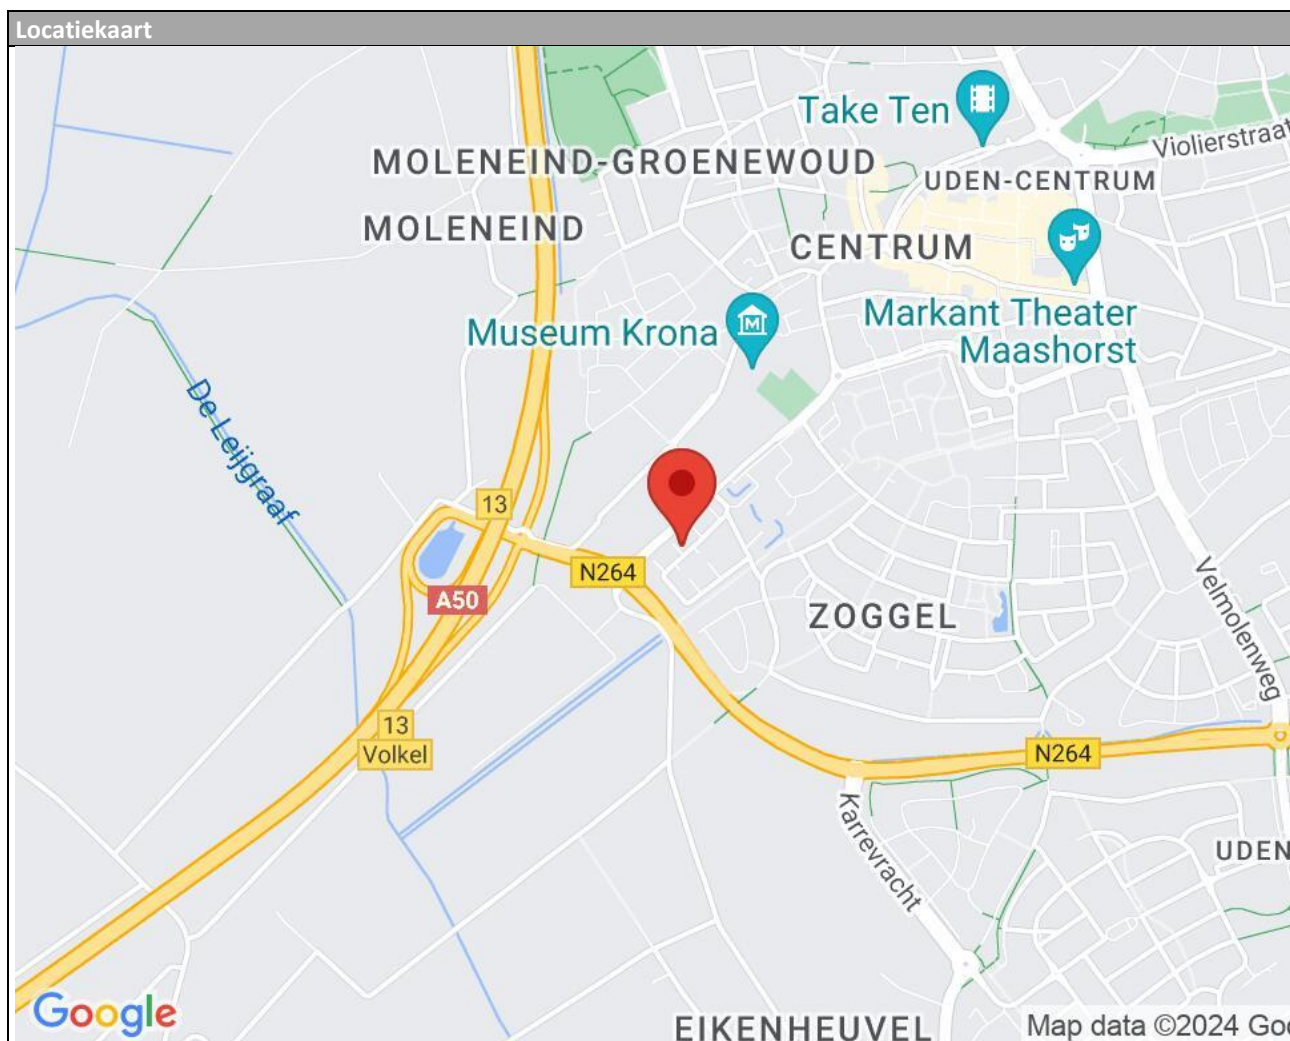 Locatiekaart
Take Ten
Violierstraat
MOLENEIND-GROENEWOUD
UDEN-CENTRUM
MOLENEIND
CENTRUM
Museum Krona
Markant Theater
Maashorst
De Leijgraaf
13
N264
A50
ZOGGEL
Velmolenweg
13
Volkel
N264
Karrevracht
UDEN
Google
EIKENHEUVEL
Map data ©2024 Goo